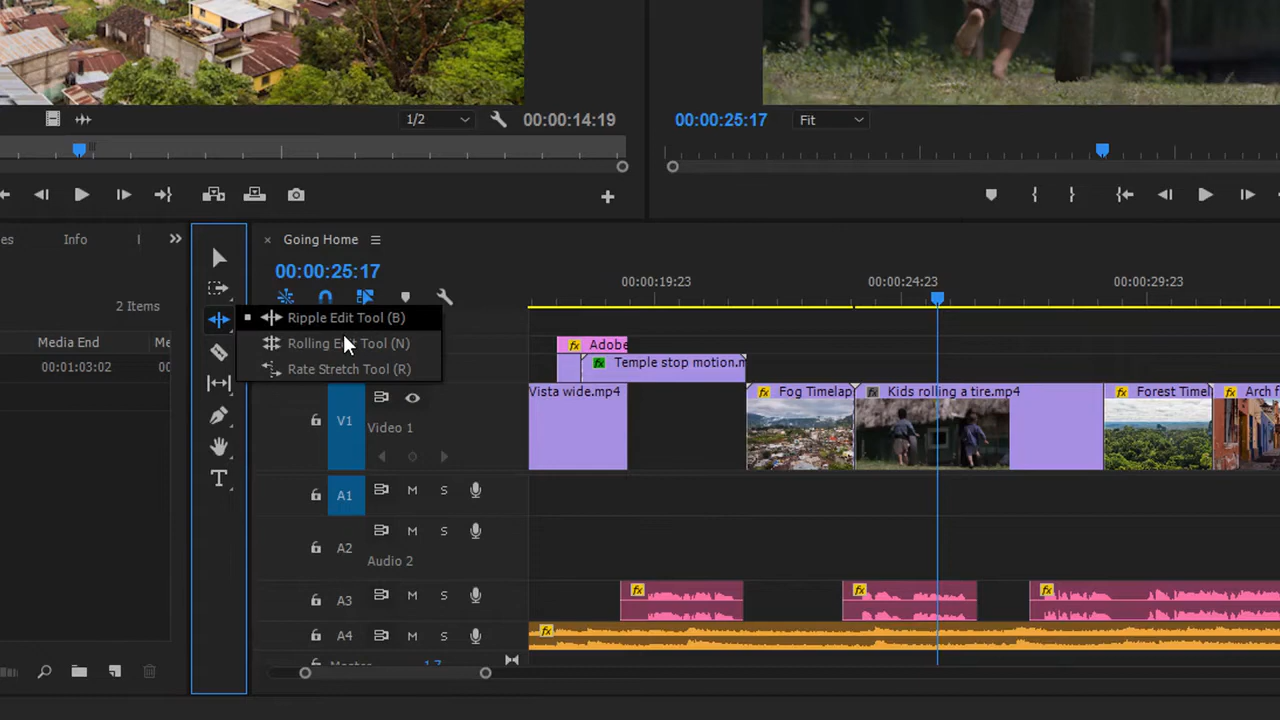 1/2
00:00:14:19
00:00:25:17
Fit
Info
Going Home
00:00:25:17
00:00:19:23
00:00:24:23
00:00:29:23
2 Items
Ripple Edit Tool (B)
Media End
Me
Rolling Edit Tool (N)
fx Adobe
00:01:03:02
Rate Stretch Tool (R)
fx Temple stop motion.m
Vista wide.mp4
fx Fog Timelap
fx Kids rolling a tire.mp4
fx Forest Timel
fx Arch f
V1
Video 1
A1
M
S
A2
M
S
Audio 2
A3
M
S
fx
fx
fx
A4
M
S
fx
T